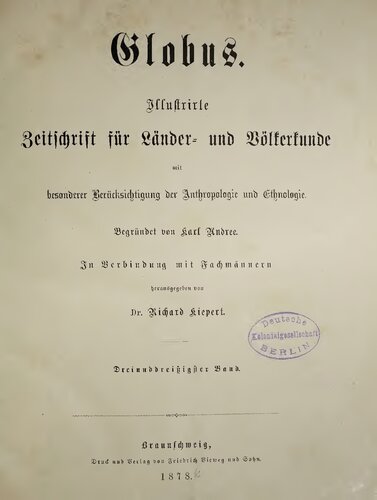 Globus.
Illustrirte
Zeitschrift für Länder- und Völkerkunde
mit
besonderer Berücksichtigung der Anthropologie und Ethnologie.
Begründet von Karl Andree.
In Verbindung mit Fachmännern
herausgegeben von
Dr. Richard Kiepert.
Deutsche
Kolonialgesellschaft
BERLIN
Dreiunddreißigster Band.
Braunschweig,
Druck und Verlag von Friedrich Vieweg und Sohn.
1878.